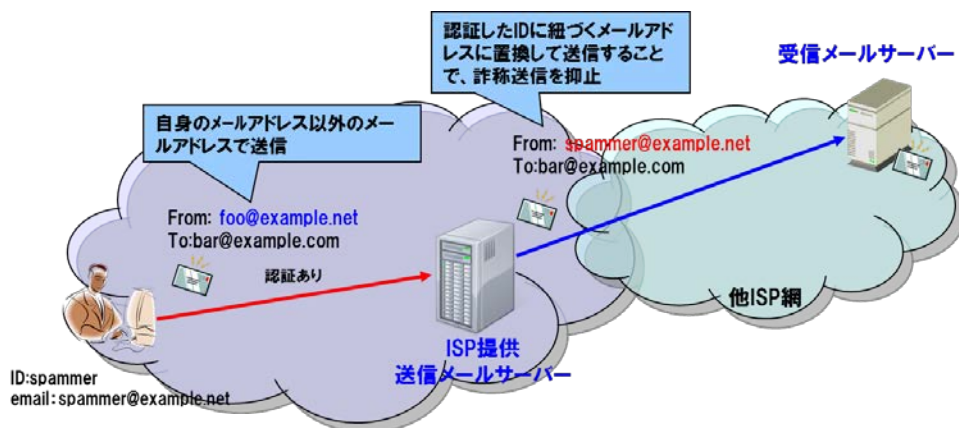 認証したIDに紐づくメールアド
レスに置換して送信すること
で、詐称送信を抑止
受信メールサーバー
自身のメールアドレス以外のメー
ルアドレスで送信
From: spammer@example.net
To:bar@example.com
From: foo@example.net
To:bar@example.com
認証あり
他ISP網
ISP提供
送信メールサーバー
ID:spammer
email:spammer@example.net